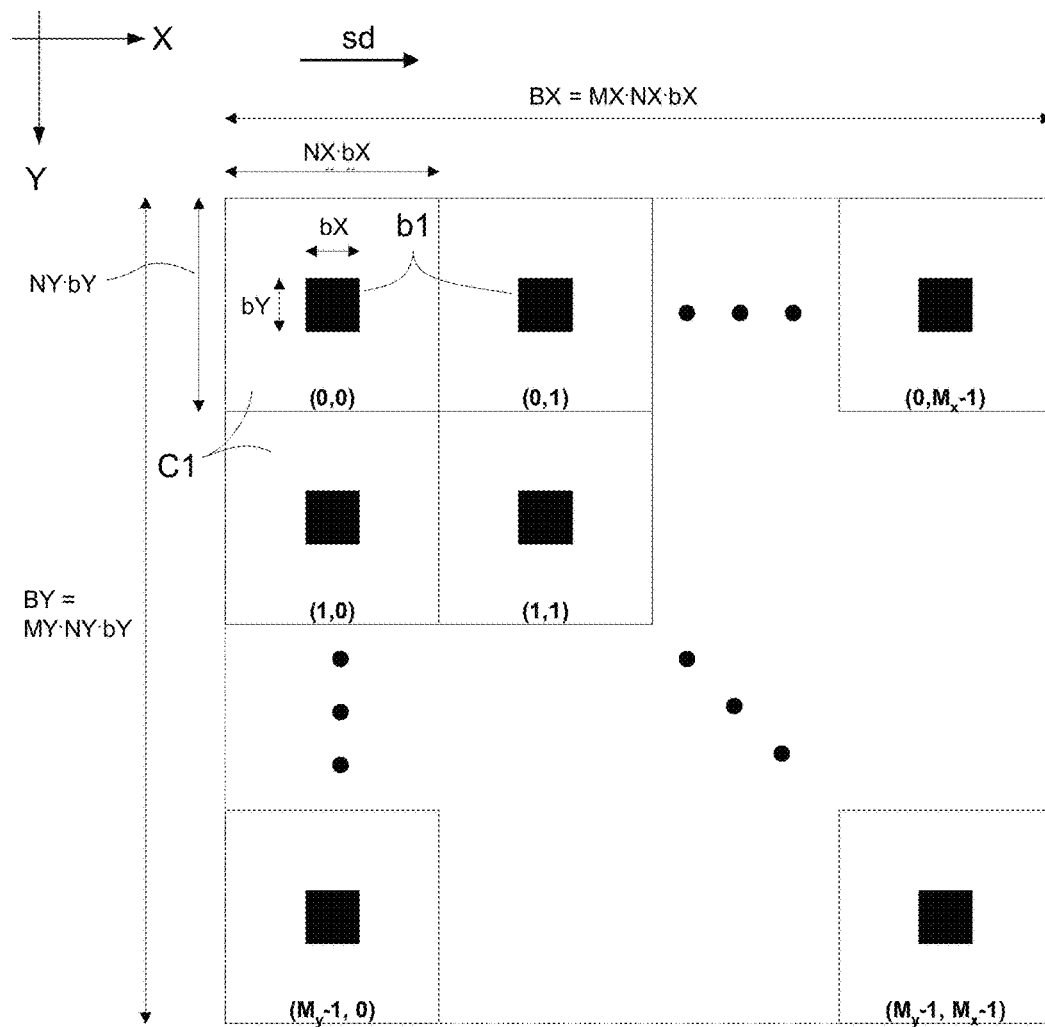 X
sd
BX = MX·NX·bX
Y
NX·bX
bX
b1
NY·bY
bY
(0,0)
(0,1)
(0,Mx-1)
C1
BY =
MY·NY·bY
(1,0)
(1,1)
(My-1, 0)
(My-1, Mx-1)